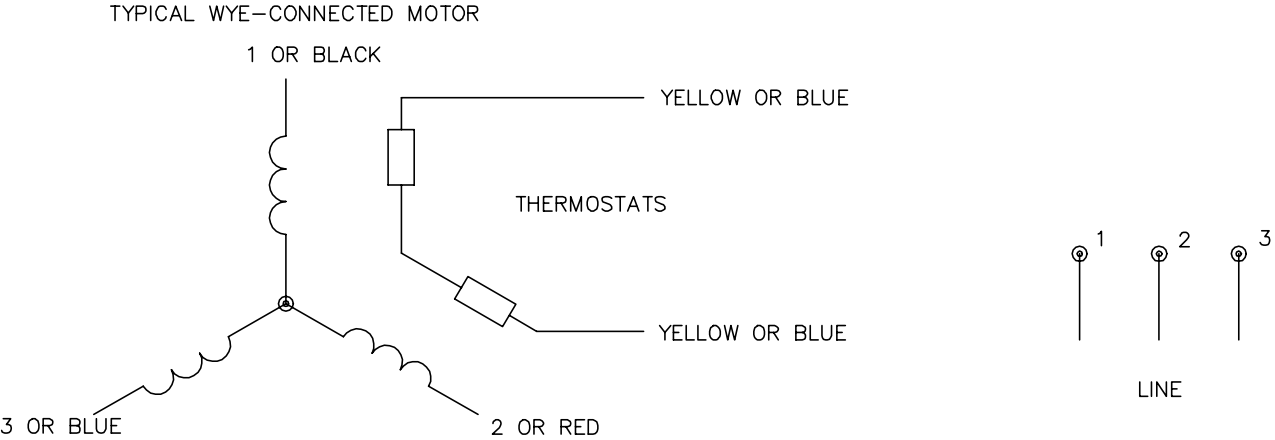 TYPICAL WYE-CONNECTED MOTOR
1 OR BLACK
YELLOW OR BLUE
THERMOSTATS
1 2 3
YELLOW OR BLUE
LINE
3 OR BLUE
2 OR RED